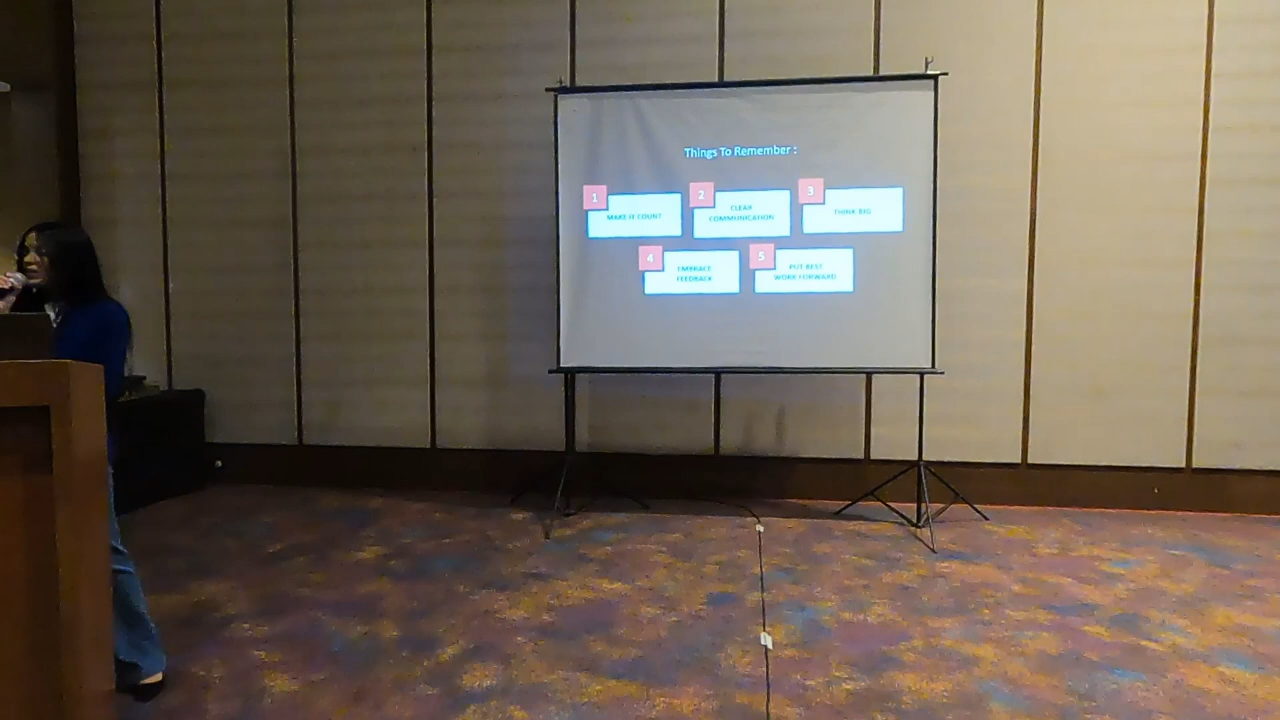 Things To Remember :
1
MAKE IT COUNT
2
CLEAR
COMMUNICATION
3
THINK BIG
4
EMBRACE
FEEDBACK
5
PUT BEST
WORK FORWARD